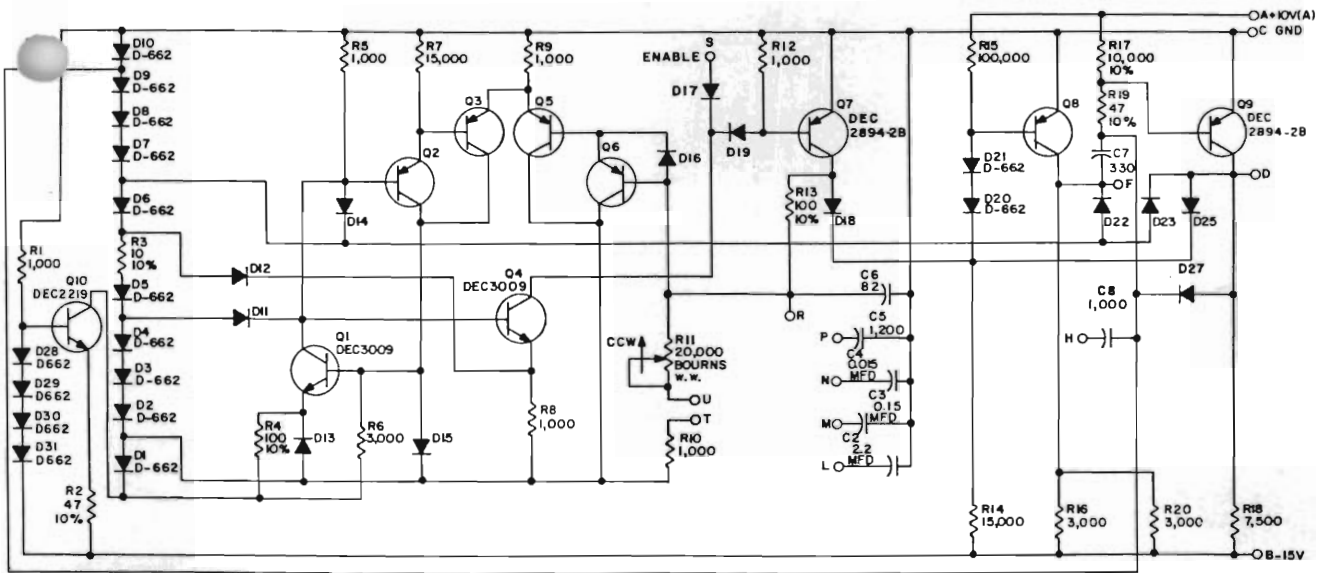 A+10V(A)
C GND
D10
D-662
D9
D-662
D8
D-662
D7
D-662
D6
D-662
R3
10
10%
D5
D-662
D4
D-662
D3
D-662
D2
D-662
D1
D-662
R1
1,000
Q10
DEC2219
D28
D662
D29
D662
D30
D662
D31
D662
R2
47
10%
R5
1,000
R7
15,000
R9
1,000
Q3
Q5
Q2
Q6
D14
D16
D12
D11
Q1
DEC3009
Q4
DEC3009
R4
100
10%
D13
R6
3,000
D15
R8
1,000
S
ENABLE
D17
D19
R12
1,000
Q7
DEC
2894-2B
R13
100
10%
D18
C6
82
R
CCW
R11
20,000
BOURNS
W.W.
U
T
R10
1,000
C5
P
1,200
C4
0.015
N
MFD
C3
0.15
M
MFD
C2
2.2
L
MFD
R15
100,000
D21
D-662
D20
D-662
Q8
R17
10,000
10%
R19
47
10%
C7
330
F
D22
D23
D25
Q9
DEC
2894-2B
D
D27
C8
1,000
H
R14
15,000
R16
3,000
R20
3,000
R18
7,500
B-15V